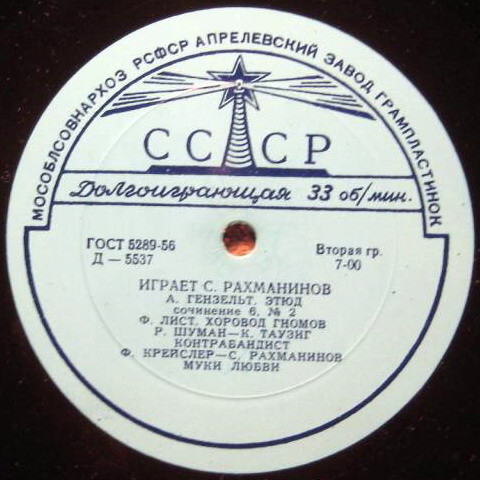 МОСОБЛСОВНАРХОЗ РСФСР АПРЕЛЕВСКИЙ ЗАВОД ГРАМПЛАСТИНОК
СССР
Долгоиграющая 33 об/мин.
ГОСТ 5289-56
Д — 5537
Вторая гр.
7-00
ИГРАЕТ С. РАХМАНИНОВ
А. ГЕНЗЕЛЬТ. ЭТЮД
сочинение 6, № 2
Ф. ЛИСТ. ХОРОВОД ГНОМОВ
Р. ШУМАН—К. ТАУЗИГ
КОНТРАБАНДИСТ
Ф. КРЕЙСЛЕР—С. РАХМАНИНОВ
МУКИ ЛЮБВИ